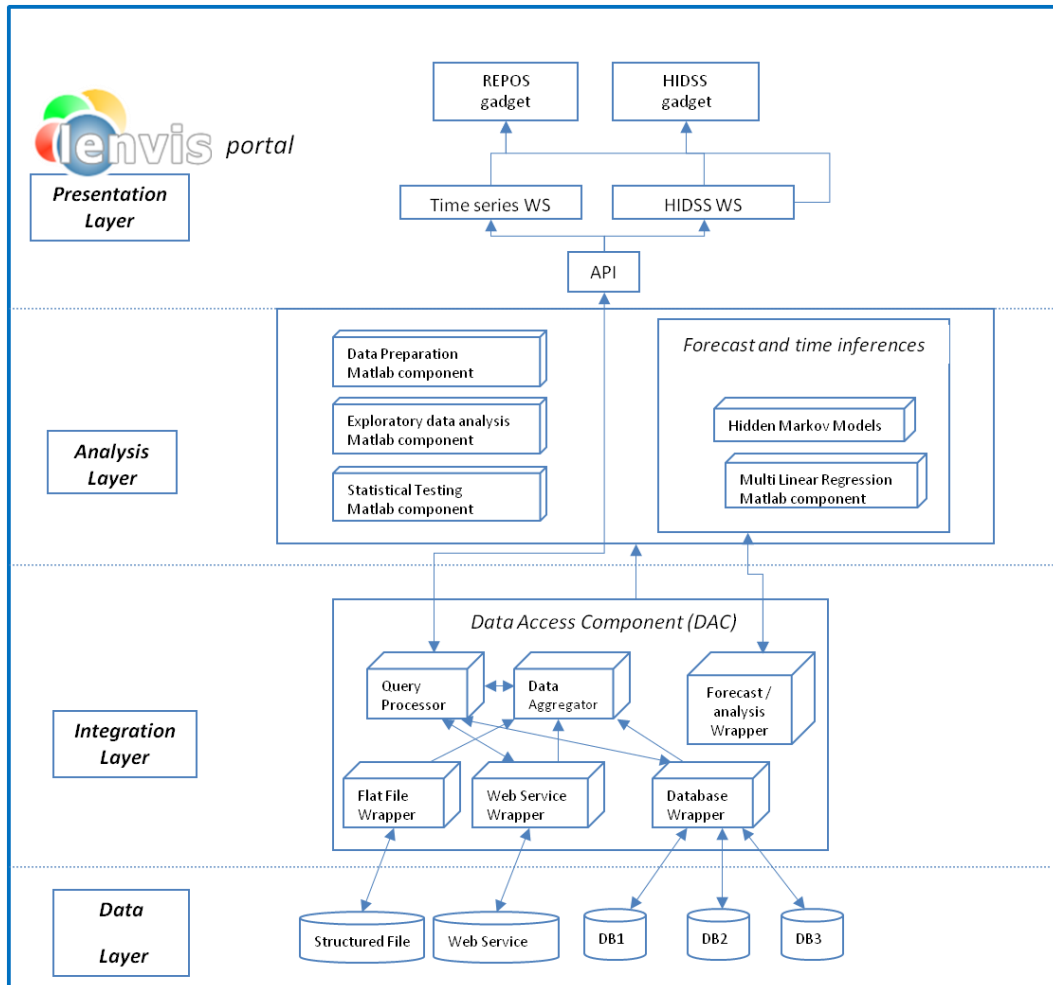 REPOS
gadget
HIDSS
gadget
lenvis portal
Presentation
Layer
Time series WS
HIDSS WS
API
Data Preparation
Matlab component
Exploratory data analysis
Matlab component
Statistical Testing
Matlab component
Forecast and time inferences
Hidden Markov Models
Multi Linear Regression
Matlab component
Analysis
Layer
Data Access Component (DAC)
Query
Processor
Data
Aggregator
Forecast /
analysis
Wrapper
Integration
Layer
Flat File
Wrapper
Web Service
Wrapper
Database
Wrapper
Data
Layer
Structured File
Web Service
DB1
DB2
DB3